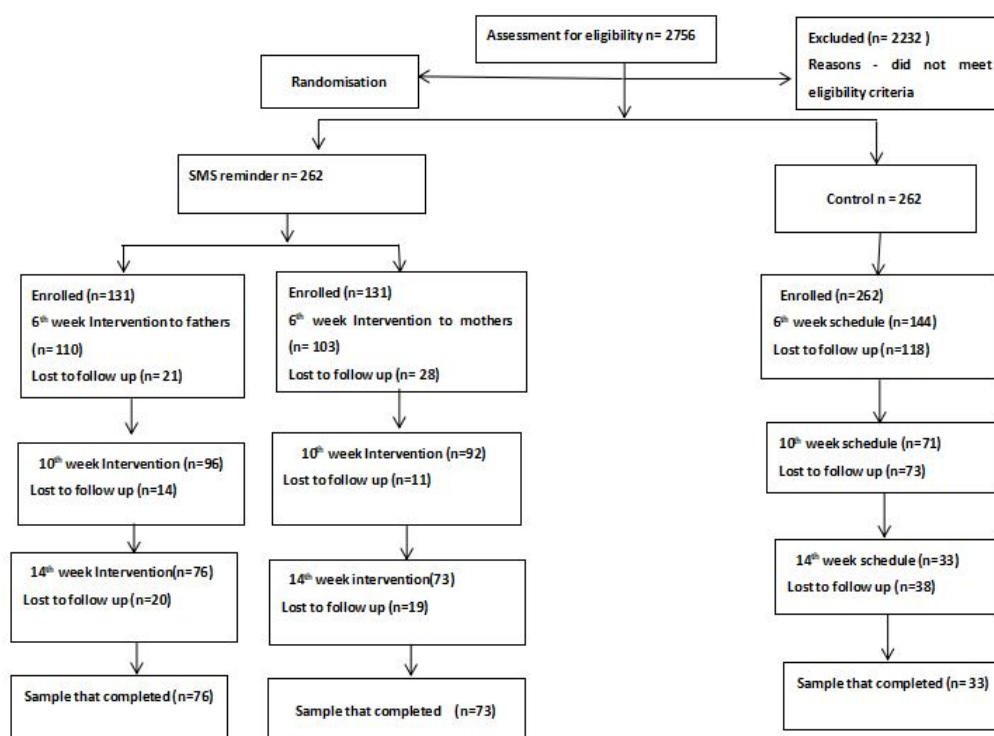 Assessment for eligibility n= 2756
Excluded (n= 2232 )
Reasons - did not meet
eligibility criteria
Randomisation
SMS reminder n= 262
Control n = 262
Enrolled (n=131)
6th week Intervention to fathers
(n= 110)
Lost to follow up (n= 21)
Enrolled (n=131)
6th week Intervention to mothers
(n= 103)
Lost to follow up (n= 28)
Enrolled (n=262)
6th week schedule (n=144)
Lost to follow up (n=118)
10th week Intervention (n=96)
Lost to follow up (n=14)
10th week Intervention (n=92)
Lost to follow up (n=11)
10th week schedule (n=71)
Lost to follow up (n=73)
14th week Intervention(n=76)
Lost to follow up (n=20)
14th week intervention(73)
Lost to follow up (n=19)
14th week schedule (n=33)
Lost to follow up (n=38)
Sample that completed (n=76)
Sample that completed (n=73)
Sample that completed (n= 33)